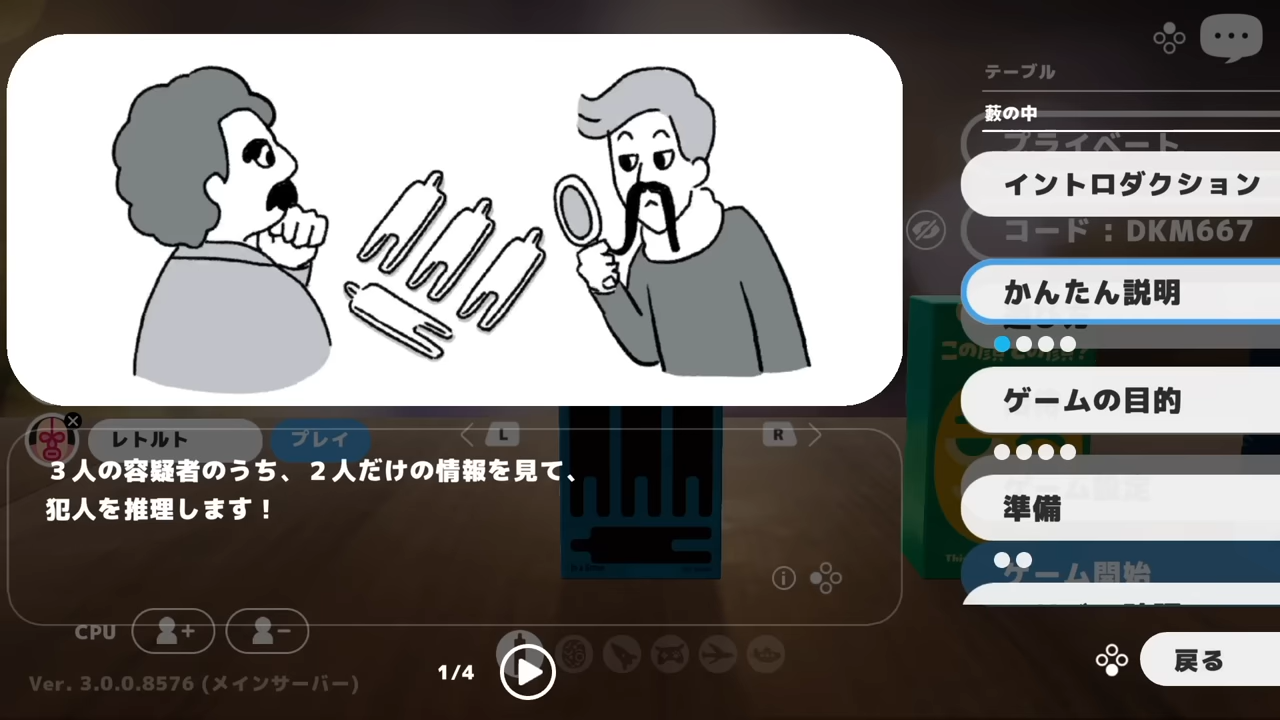 テーブル
藪の中
プライベート
イントロダクション
コード：DKM667
かんたん説明
ゲームの目的
準備
ゲーム開始
戻る
レトルト
プレイ
L
R
３人の容疑者のうち、２人だけの情報を見て、
犯人を推理します！
CPU
1/4
Ver. 3.0.0.8576 (メインサーバー)